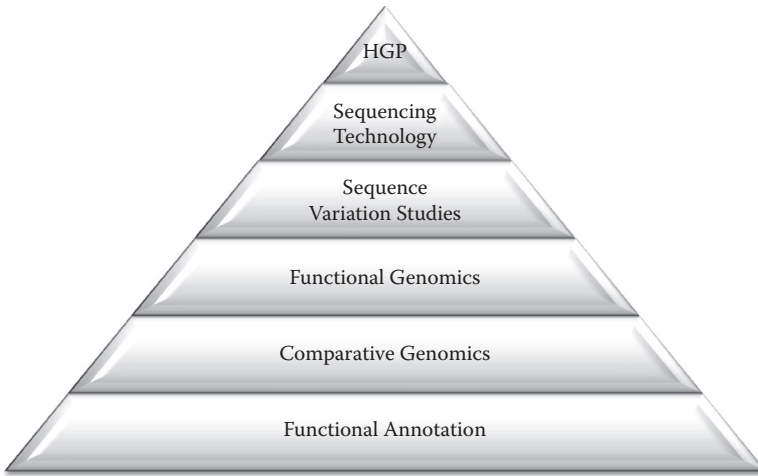 HGP
Sequencing
Technology
Sequence
Variation Studies
Functional Genomics
Comparative Genomics
Functional Annotation